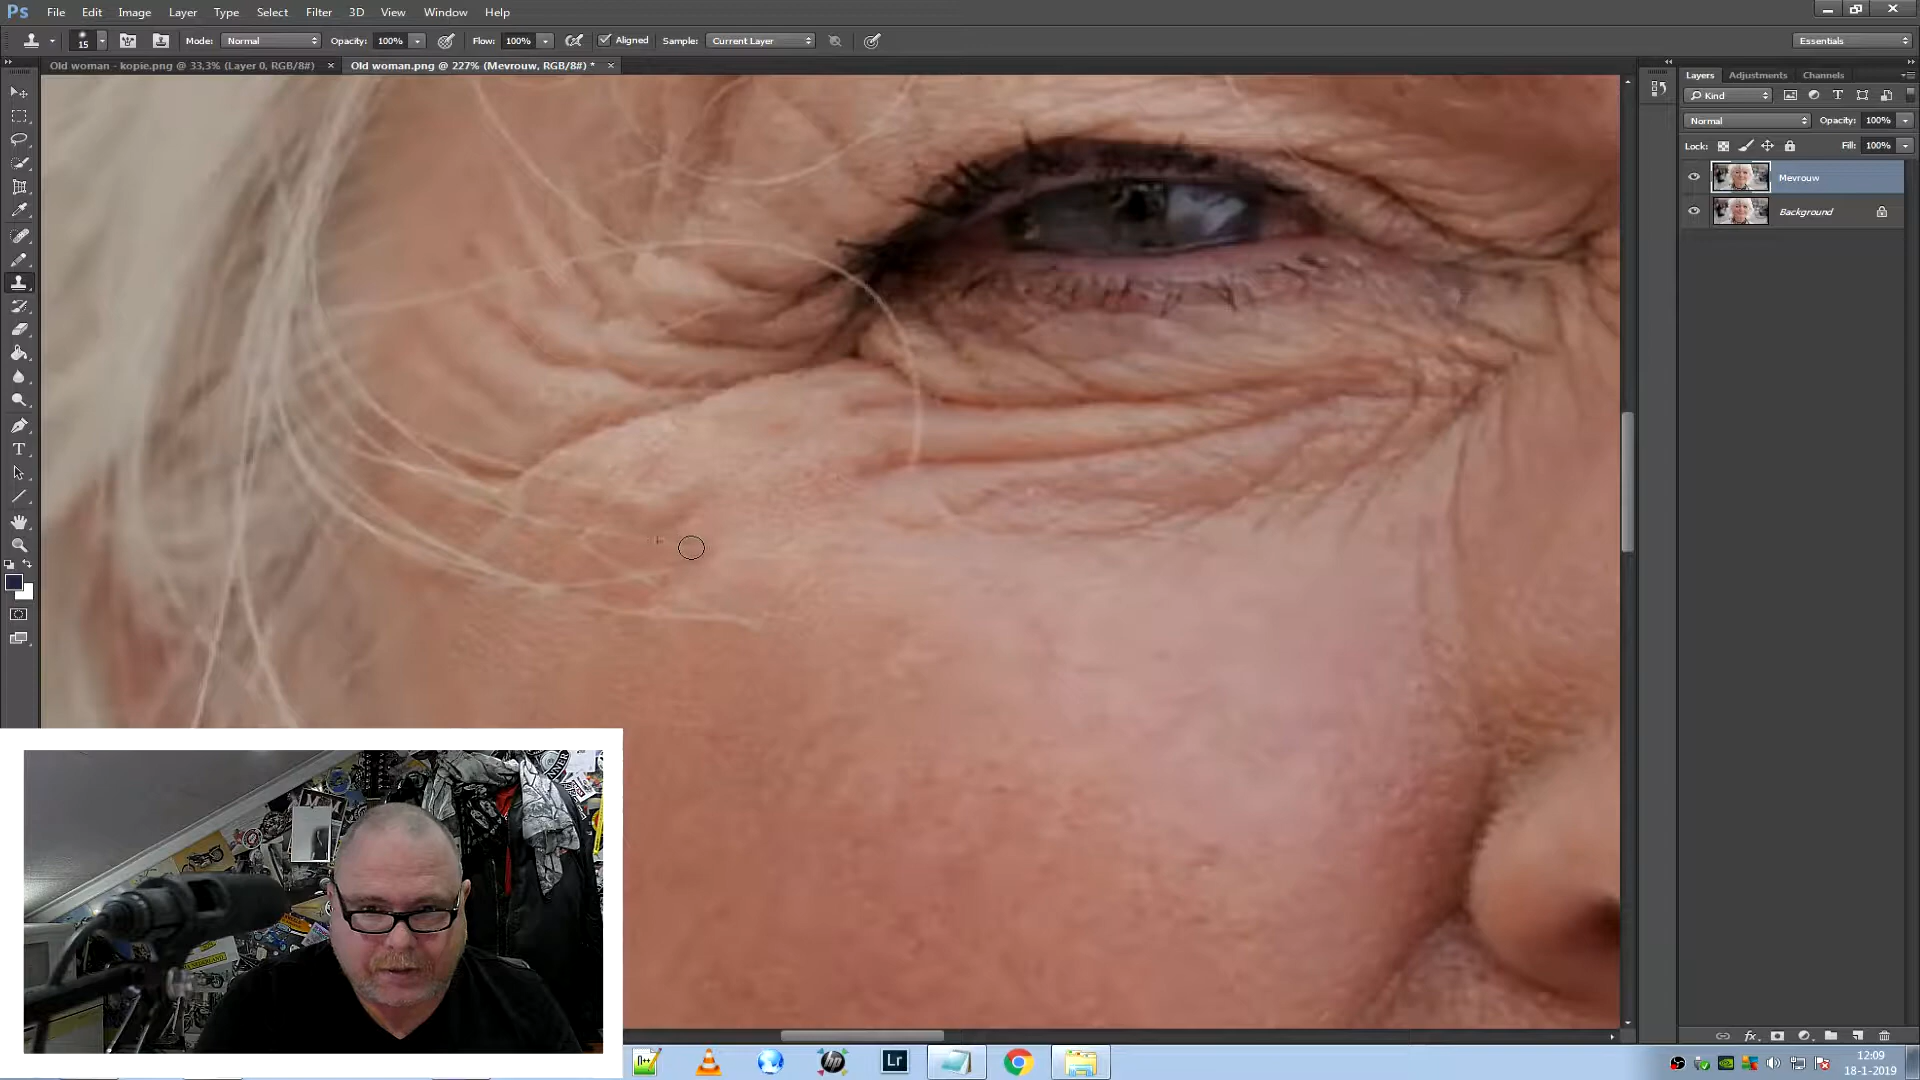 Ps File Edit Image Layer Type Select Filter 3D View Window Help
15 Mode: Normal Opacity: 100% Flow: 100% Aligned Sample: Current Layer Essentials
Old woman - kopie.png @ 33,3% (Layer 0, RGB/8#) × Old woman.png @ 227% (Mevrouw, RGB/8#) * ×
Layers Adjustments Channels
Kind
Normal Opacity: 100%
Lock: Fill: 100%
Mevrouw
Background
T
fx
Lr
hp
12:09
18-1-2019